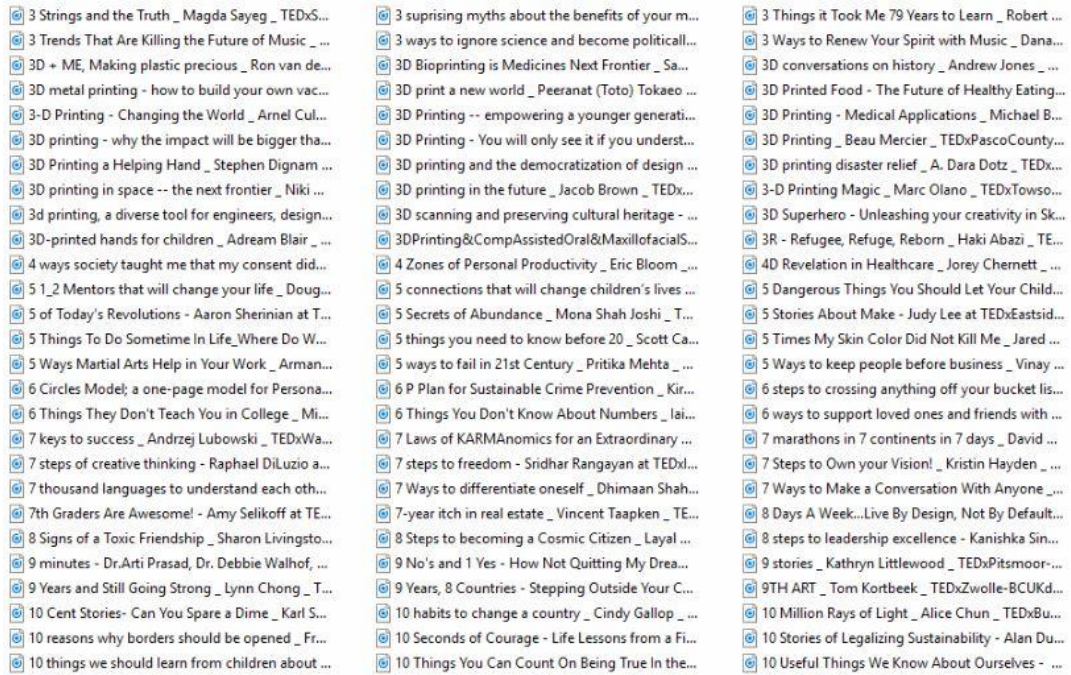 3 Strings and the Truth _ Magda Sayeg _ TEDxS...
3 suprising myths about the benefits of your m...
3 Things it Took Me 79 Years to Learn _ Robert ...
3 Trends That Are Killing the Future of Music _ ...
3 ways to ignore science and become politicall...
3 Ways to Renew Your Spirit with Music _ Dana...
3D + ME, Making plastic precious _ Ron van de...
3D Bioprinting is Medicines Next Frontier _ Sa...
3D conversations on history _ Andrew Jones _ ...
3D metal printing - how to build your own vac...
3D print a new world _ Peeranat (Toto) Tokaeo ...
3D Printed Food - The Future of Healthy Eating...
3-D Printing - Changing the World _ Arnel Cul...
3D Printing -- empowering a younger generati...
3D Printing - Medical Applications _ Michael B...
3D printing - why the impact will be bigger tha...
3D Printing - You will only see it if you underst...
3D Printing _ Beau Mercier _ TEDxPascoCounty...
3D Printing a Helping Hand _ Stephen Dignam ...
3D printing and the democratization of design ...
3D printing disaster relief _ A. Dara Dotz _ TEDx...
3D printing in space -- the next frontier _ Niki ...
3D printing in the future _ Jacob Brown _ TEDx...
3-D Printing Magic _ Marc Olano _ TEDxTowso...
3d printing, a diverse tool for engineers, design...
3D scanning and preserving cultural heritage - ...
3D Superhero - Unleashing your creativity in Sk...
3D-printed hands for children _ Adream Blair _ ...
3DPrinting&CompAssistedOral&MaxillofacialS...
3R - Refugee, Refuge, Reborn _ Haki Abazi _ TE...
4 ways society taught me that my consent did...
4 Zones of Personal Productivity _ Eric Bloom _...
4D Revelation in Healthcare _ Jorey Chernett _ ...
5 1_2 Mentors that will change your life _ Doug...
5 connections that will change children's lives ...
5 Dangerous Things You Should Let Your Child...
5 of Today's Revolutions - Aaron Sherinian at T...
5 Secrets of Abundance _ Mona Shah Joshi _ T...
5 Stories About Make - Judy Lee at TEDxEastsid...
5 Things To Do Sometime In Life_Where Do W...
5 things you need to know before 20 _ Scott Ca...
5 Times My Skin Color Did Not Kill Me _ Jared ...
5 Ways Martial Arts Help in Your Work _ Arman...
5 ways to fail in 21st Century _ Pritika Mehta _ ...
5 Ways to keep people before business _ Vinay ...
6 Circles Model; a one-page model for Persona...
6 P Plan for Sustainable Crime Prevention _ Kir...
6 steps to crossing anything off your bucket lis...
6 Things They Don't Teach You in College _ Mi...
6 Things You Don't Know About Numbers _ Iai...
6 ways to support loved ones and friends with ...
7 keys to success _ Andrzej Lubowski _ TEDxWa...
7 Laws of KARMAnomics for an Extraordinary ...
7 marathons in 7 continents in 7 days _ David ...
7 steps of creative thinking - Raphael DiLuzio a...
7 steps to freedom - Sridhar Rangayan at TEDxI...
7 Steps to Own your Vision! _ Kristin Hayden _ ...
7 thousand languages to understand each oth...
7 Ways to differentiate oneself _ Dhimaan Shah...
7 Ways to Make a Conversation With Anyone _...
7th Graders Are Awesome! - Amy Selikoff at TE...
7-year itch in real estate _ Vincent Taapken _ TE...
8 Days A Week...Live By Design, Not By Default...
8 Signs of a Toxic Friendship _ Sharon Livingsto...
8 Steps to becoming a Cosmic Citizen _ Layal ...
8 steps to leadership excellence - Kanishka Sin...
9 minutes - Dr.Arti Prasad, Dr. Debbie Walhof, ...
9 No's and 1 Yes - How Not Quitting My Drea...
9 stories _ Kathryn Littlewood _ TEDxPitsmoor-...
9 Years and Still Going Strong _ Lynn Chong _ T...
9 Years, 8 Countries - Stepping Outside Your C...
9TH ART _ Tom Kortbeek _ TEDxZwolle-BCUKd...
10 Cent Stories- Can You Spare a Dime _ Karl S...
10 habits to change a country _ Cindy Gallop _ ...
10 Million Rays of Light _ Alice Chun _ TEDxBu...
10 reasons why borders should be opened _ Fr...
10 Seconds of Courage - Life Lessons from a Fi...
10 Stories of Legalizing Sustainability - Alan Du...
10 things we should learn from children about ...
10 Things You Can Count On Being True In the...
10 Useful Things We Know About Ourselves - ...